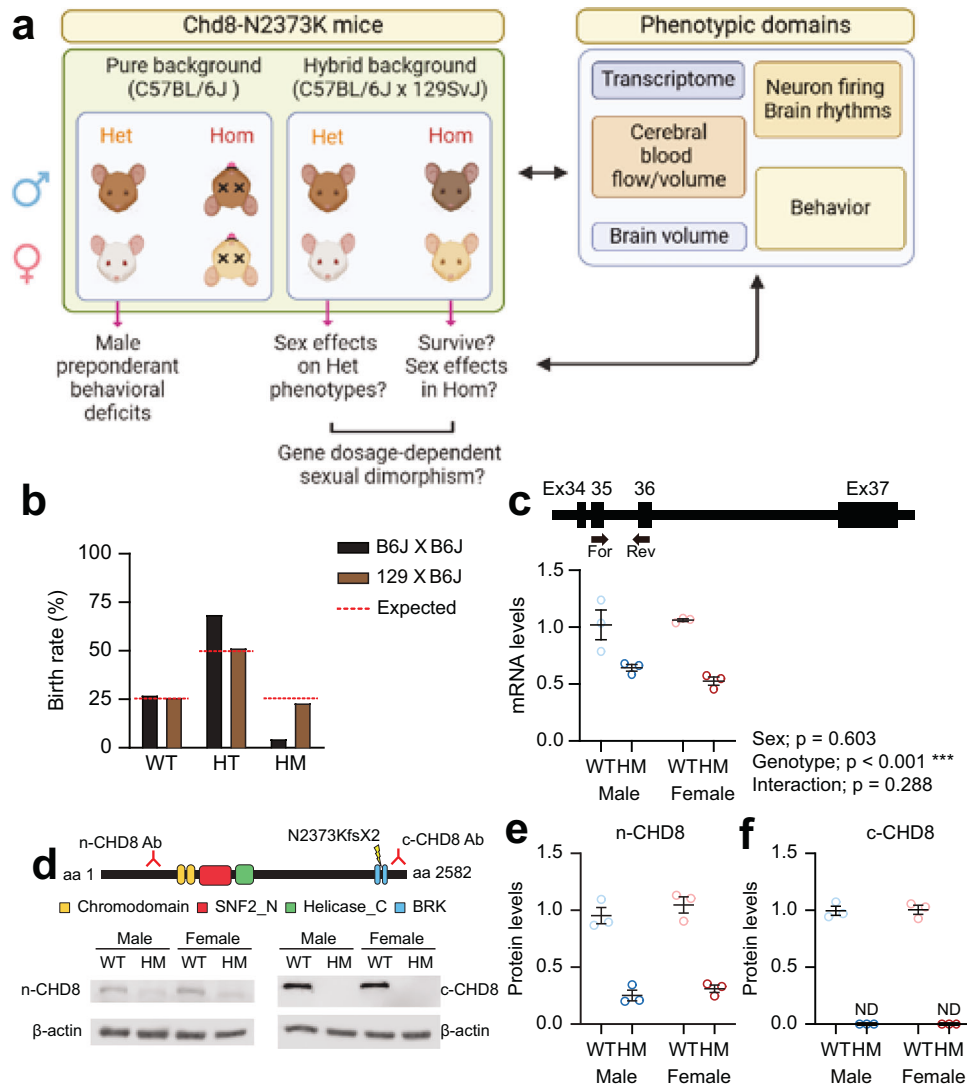 a
Chd8-N2373K mice
Phenotypic domains
Pure background
(C57BL/6J )
Hybrid background
(C57BL/6J x 129SvJ)
Het
Hom
Het
Hom
♂
♀
Transcriptome
Cerebral
blood
flow/volume
Brain volume
Neuron firing
Brain rhythms
Behavior
Male
preponderant
behavioral
deficits
Sex effects
on Het
phenotypes?
Survive?
Sex effects
in Hom?
Gene dosage-dependent
sexual dimorphism?
b
B6J X B6J
129 X B6J
Expected
Birth rate (%)
100
75
50
25
0
WT HT HM
c
Ex34 35 36 Ex37
For Rev
mRNA levels
1.5
1.0
0.5
0.0
WT HM WT HM
Male Female
Sex; p = 0.603
Genotype; p < 0.001 ***
Interaction; p = 0.288
d
n-CHD8 Ab
N2373KfsX2
c-CHD8 Ab
aa 1
aa 2582
Chromodomain SNF2_N Helicase_C BRK
Male Female
WT HM WT HM
n-CHD8
β-actin
Male Female
WT HM WT HM
c-CHD8
β-actin
e
n-CHD8
Protein levels
1.5
1.0
0.5
0.0
WT HM WT HM
Male Female
f
c-CHD8
Protein levels
1.5
1.0
0.5
0.0
ND ND
WT HM WT HM
Male Female